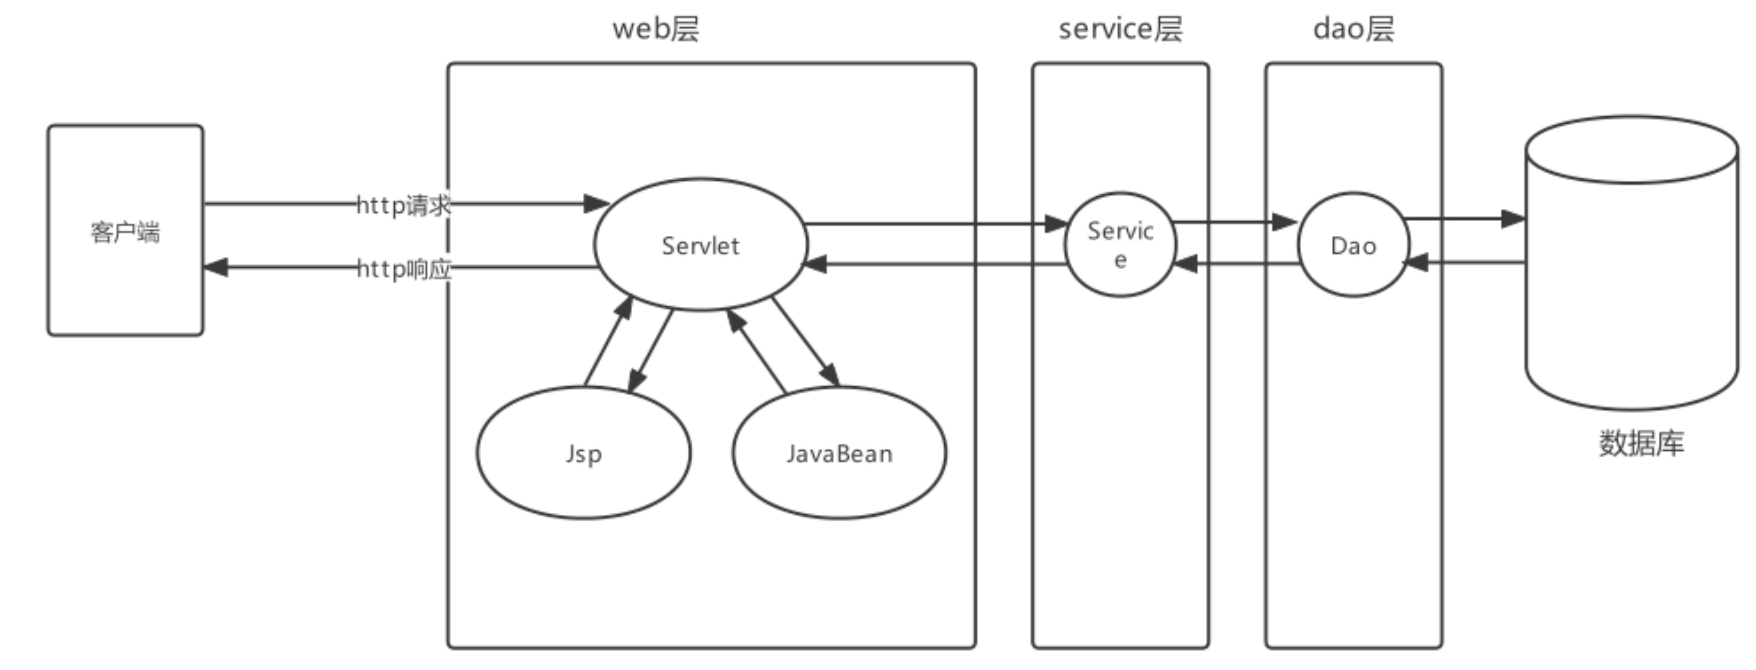 web层
service层
dao层
客户端
http请求
http响应
Servlet
Servic
e
Dao
Jsp
JavaBean
数据库